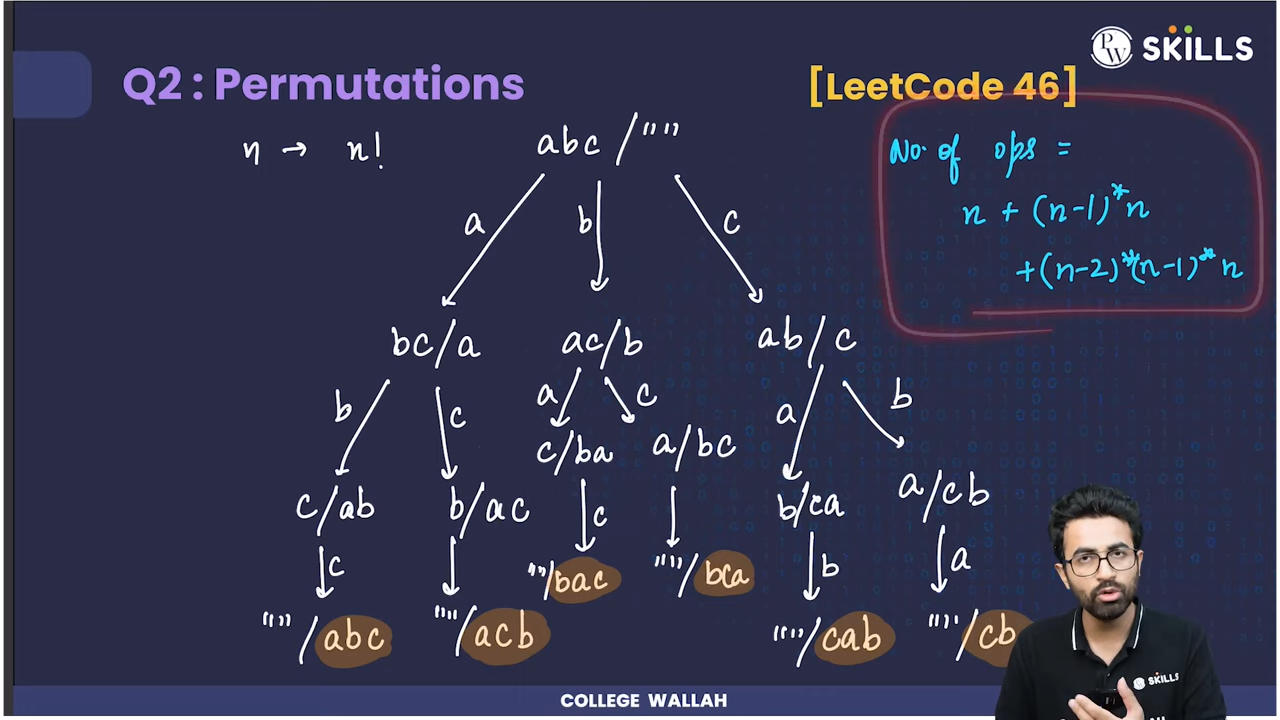 PW SKILLS
Q2 : Permutations
[LeetCode 46]
n → n!
abc/""
No. of ops =
n + (n-1)*n
+(n-2)*(n-1)*n
a b c
bc/a ac/b ab/c
b c a c a b
c/ba a/bc
c/ab b/ac b/ca a/cb
c c b a
""/bac ""/bca
""/abc ""/acb ""/cab ""/cb
PW SKILLS
COLLEGE WALLAH